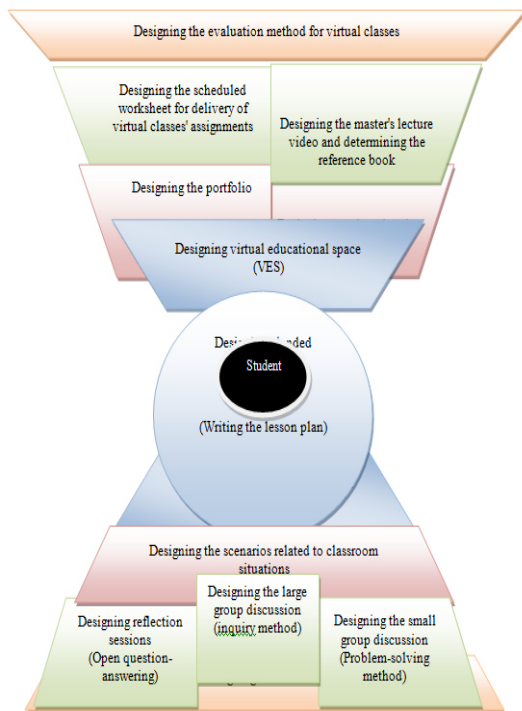 Designing the evaluation method for virtual classes
Designing the scheduled
worksheet for delivery of
virtual classes' assignments
Designing the master's lecture
video and determining the
reference book
Designing the portfolio
Designing virtual educational space
(VES)
Student
(Writing the lesson plan)
Designing the scenarios related to classroom
situations
Designing reflection
sessions
(Open question-
answering)
Designing the large
group discussion
(inquiry method)
Designing the small
group discussion
(Problem-solving
method)